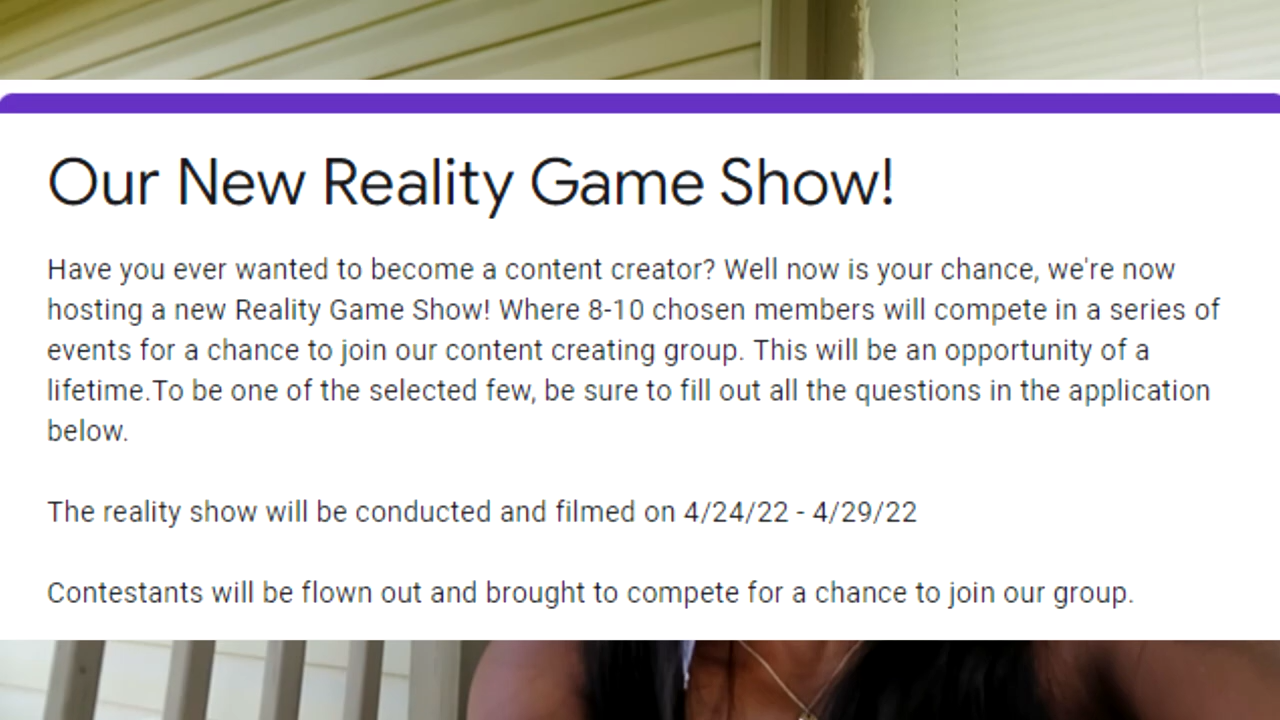 Our New Reality Game Show!
Have you ever wanted to become a content creator? Well now is your chance, we're now
hosting a new Reality Game Show! Where 8-10 chosen members will compete in a series of
events for a chance to join our content creating group. This will be an opportunity of a
lifetime.To be one of the selected few, be sure to fill out all the questions in the application
below.
The reality show will be conducted and filmed on 4/24/22 - 4/29/22
Contestants will be flown out and brought to compete for a chance to join our group.